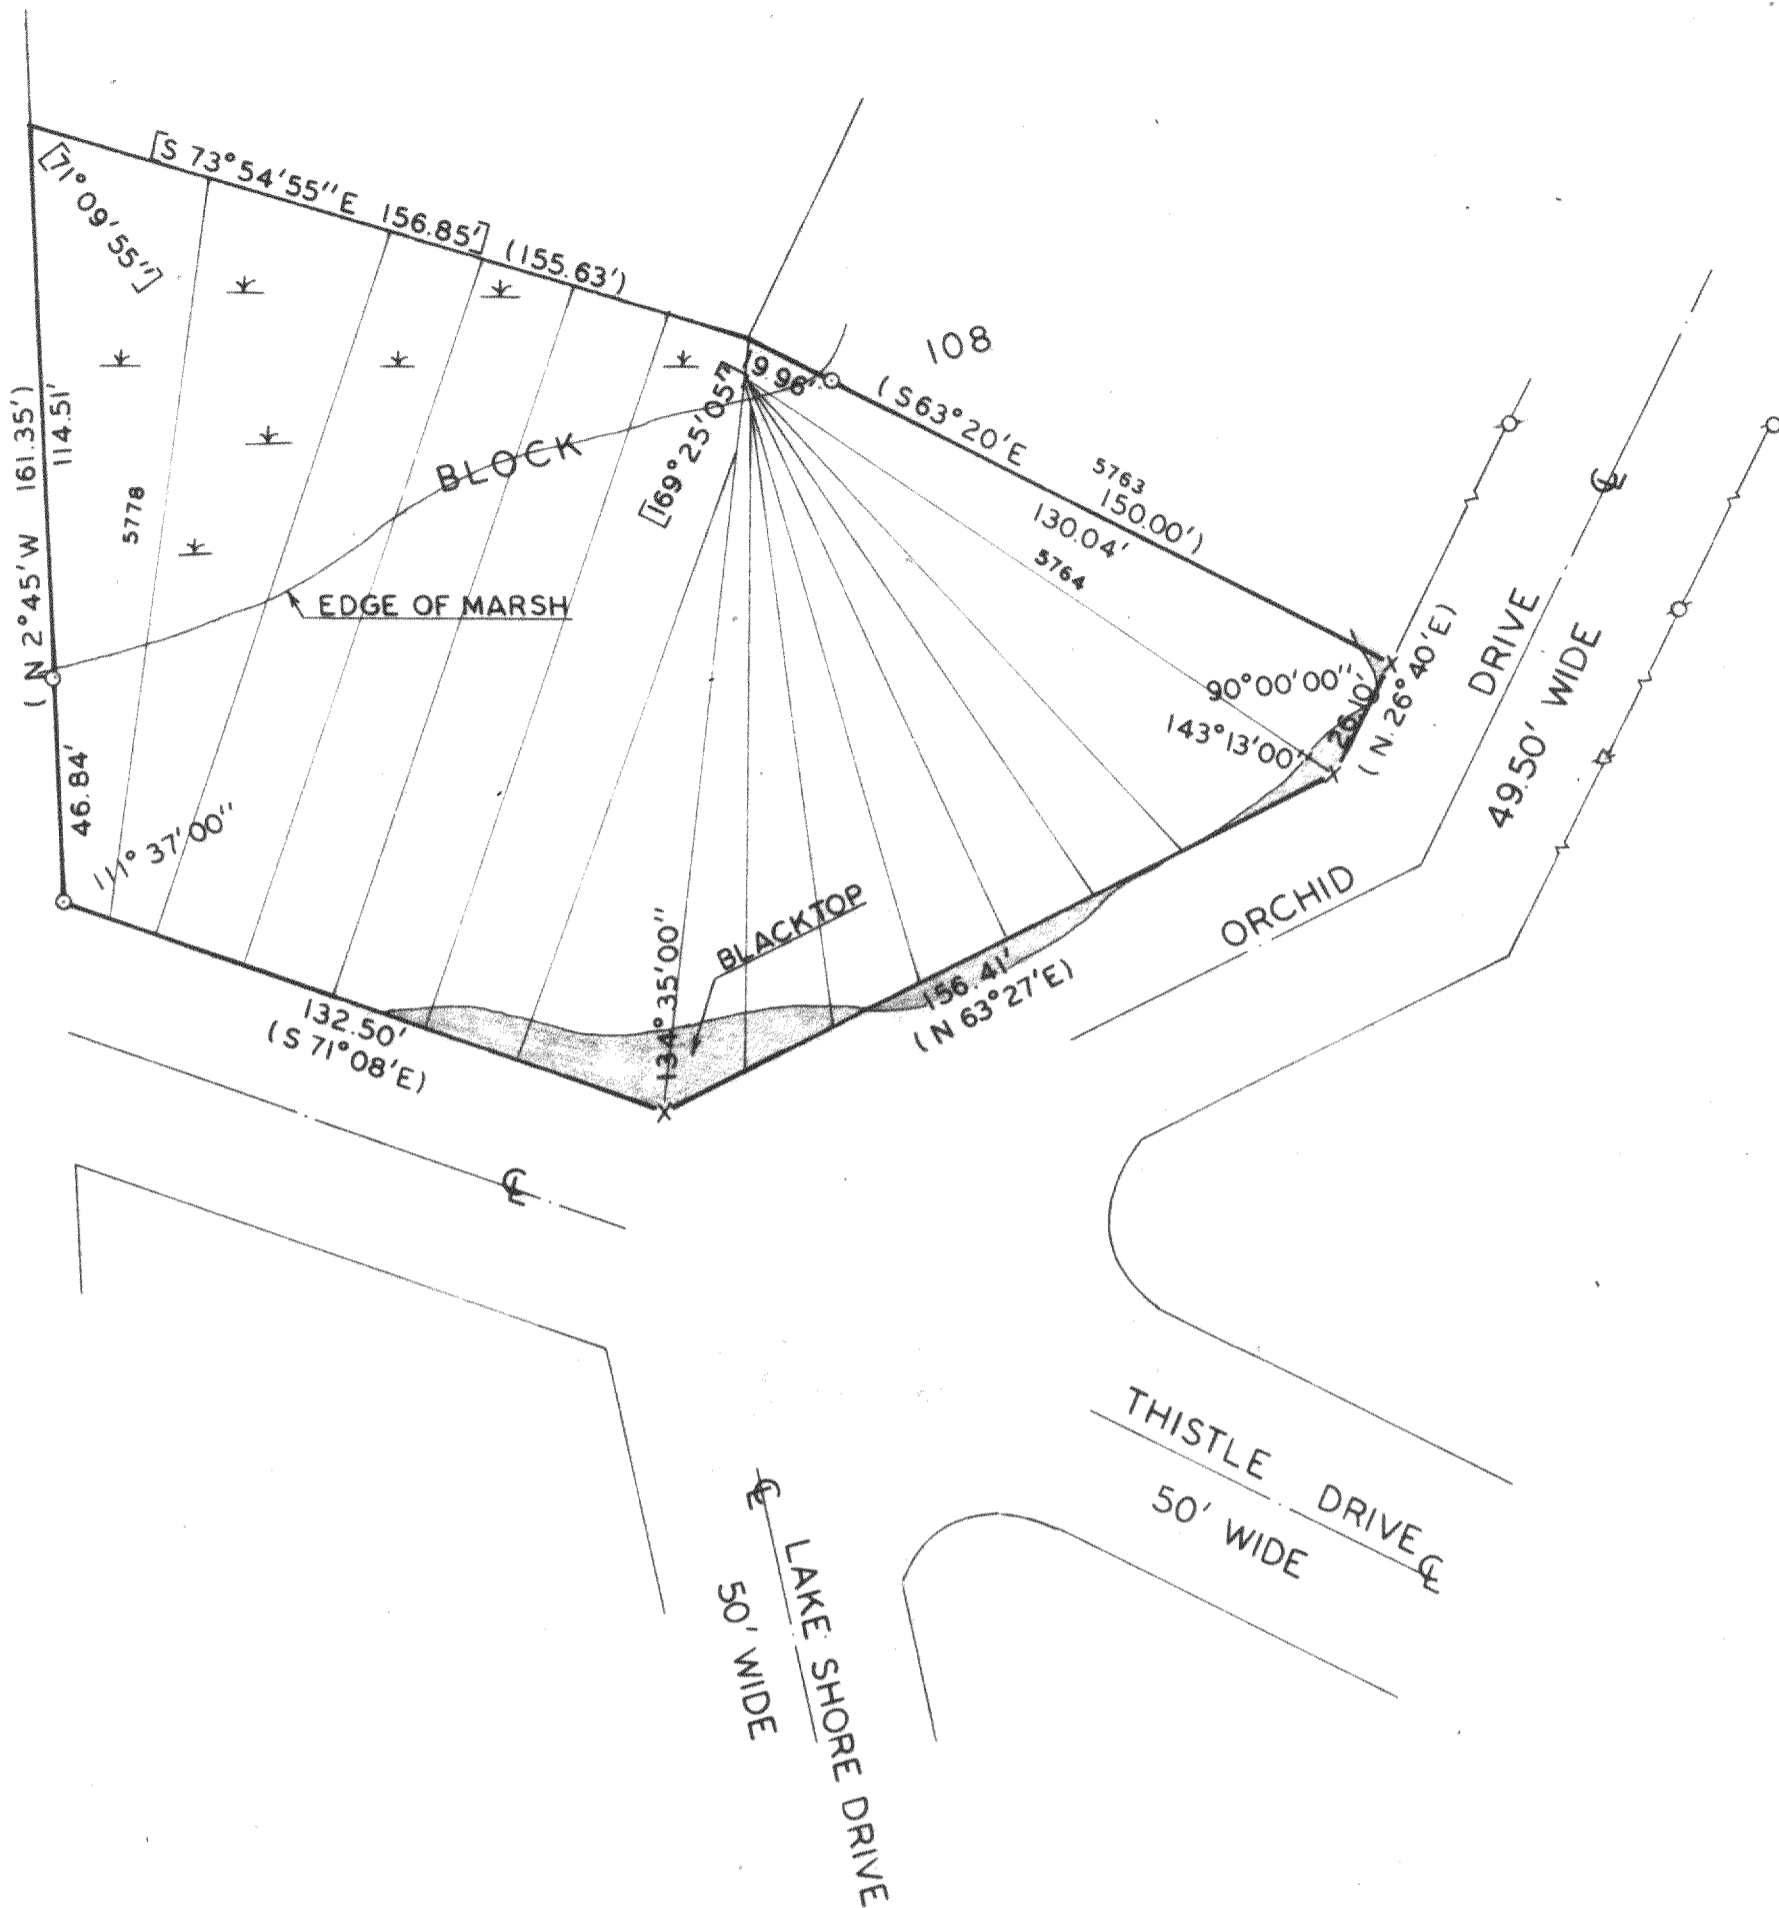 [S 73°54'55"E 156.85'] (155.63')
[71°09'55"]
108
(S63°20'E 150.00')
5763
130.04'
5764
[169°25'05"]
BLOCK
(N 2°45'W 161.35')
114.51'
5778
EDGE OF MARSH
90°00'00"
143°13'00"
26.10'
(N 26°40'E)
DRIVE
49.50' WIDE
℄
46.84'
111°37'00"
134°35'00"
BLACKTOP
ORCHID
156.41'
(N 63°27'E)
132.50'
(S 71°08'E)
℄
THISTLE DRIVE
℄
50' WIDE
℄
LAKE SHORE DRIVE
50' WIDE